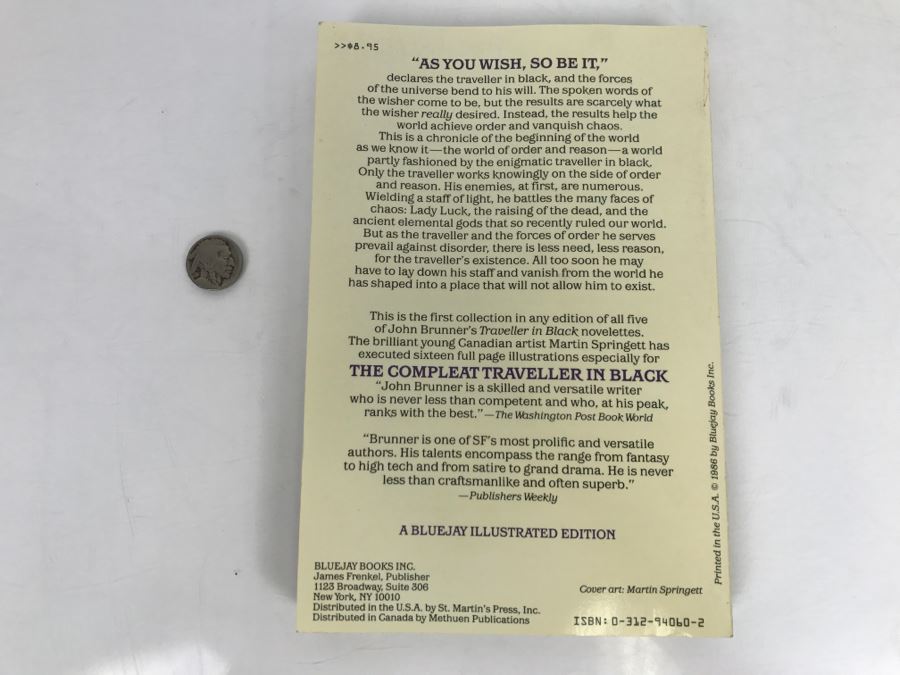 >>$8.95
“AS YOU WISH, SO BE IT,”
declares the traveller in black, and the forces
of the universe bend to his will. The spoken words of
the wisher come to be, but the results are scarcely what
the wisher really desired. Instead, the results help the
world achieve order and vanquish chaos.
This is a chronicle of the beginning of the world
as we know it—the world of order and reason—a world
partly fashioned by the enigmatic traveller in black.
Only the traveller works knowingly on the side of order
and reason. His enemies, at first, are numerous.
Wielding a staff of light, he battles the many faces of
chaos: Lady Luck, the raising of the dead, and the
ancient elemental gods that so recently ruled our world.
But as the traveller and the forces of order he serves
prevail against disorder, there is less need, less reason,
for the traveller's existence. All too soon he may
have to lay down his staff and vanish from the world he
has shaped into a place that will not allow him to exist.
This is the first collection in any edition of all five
of John Brunner's Traveller in Black novelettes.
The brilliant young Canadian artist Martin Springett has
executed sixteen full page illustrations especially for
THE COMPLEAT TRAVELLER IN BLACK
“John Brunner is a skilled and versatile writer
who is never less than competent and who, at his peak,
ranks with the best.”—The Washington Post Book World
“Brunner is one of SF's most prolific and versatile
authors. His talents encompass the range from fantasy
to high tech and from satire to grand drama. He is never
less than craftsmanlike and often superb.”
—Publishers Weekly
A BLUEJAY ILLUSTRATED EDITION
BLUEJAY BOOKS INC.
James Frenkel, Publisher
1123 Broadway, Suite 306
New York, NY 10010
Distributed in the U.S.A. by St. Martin's Press, Inc.
Distributed in Canada by Methuen Publications
Cover art: Martin Springett
ISBN: 0-312-94060-2
Printed in the U.S.A. © 1986 by Bluejay Books Inc.